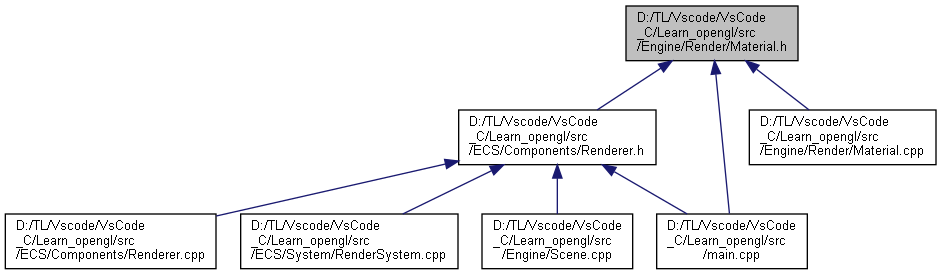 D:/TL/Vscode/VsCode
_C/Learn_opengl/src
/Engine/Render/Material.h
D:/TL/Vscode/VsCode
_C/Learn_opengl/src
/ECS/Components/Renderer.h
D:/TL/Vscode/VsCode
_C/Learn_opengl/src
/Engine/Render/Material.cpp
D:/TL/Vscode/VsCode
_C/Learn_opengl/src
/ECS/Components/Renderer.cpp
D:/TL/Vscode/VsCode
_C/Learn_opengl/src
/ECS/System/RenderSystem.cpp
D:/TL/Vscode/VsCode
_C/Learn_opengl/src
/Engine/Scene.cpp
D:/TL/Vscode/VsCode
_C/Learn_opengl/src
/main.cpp